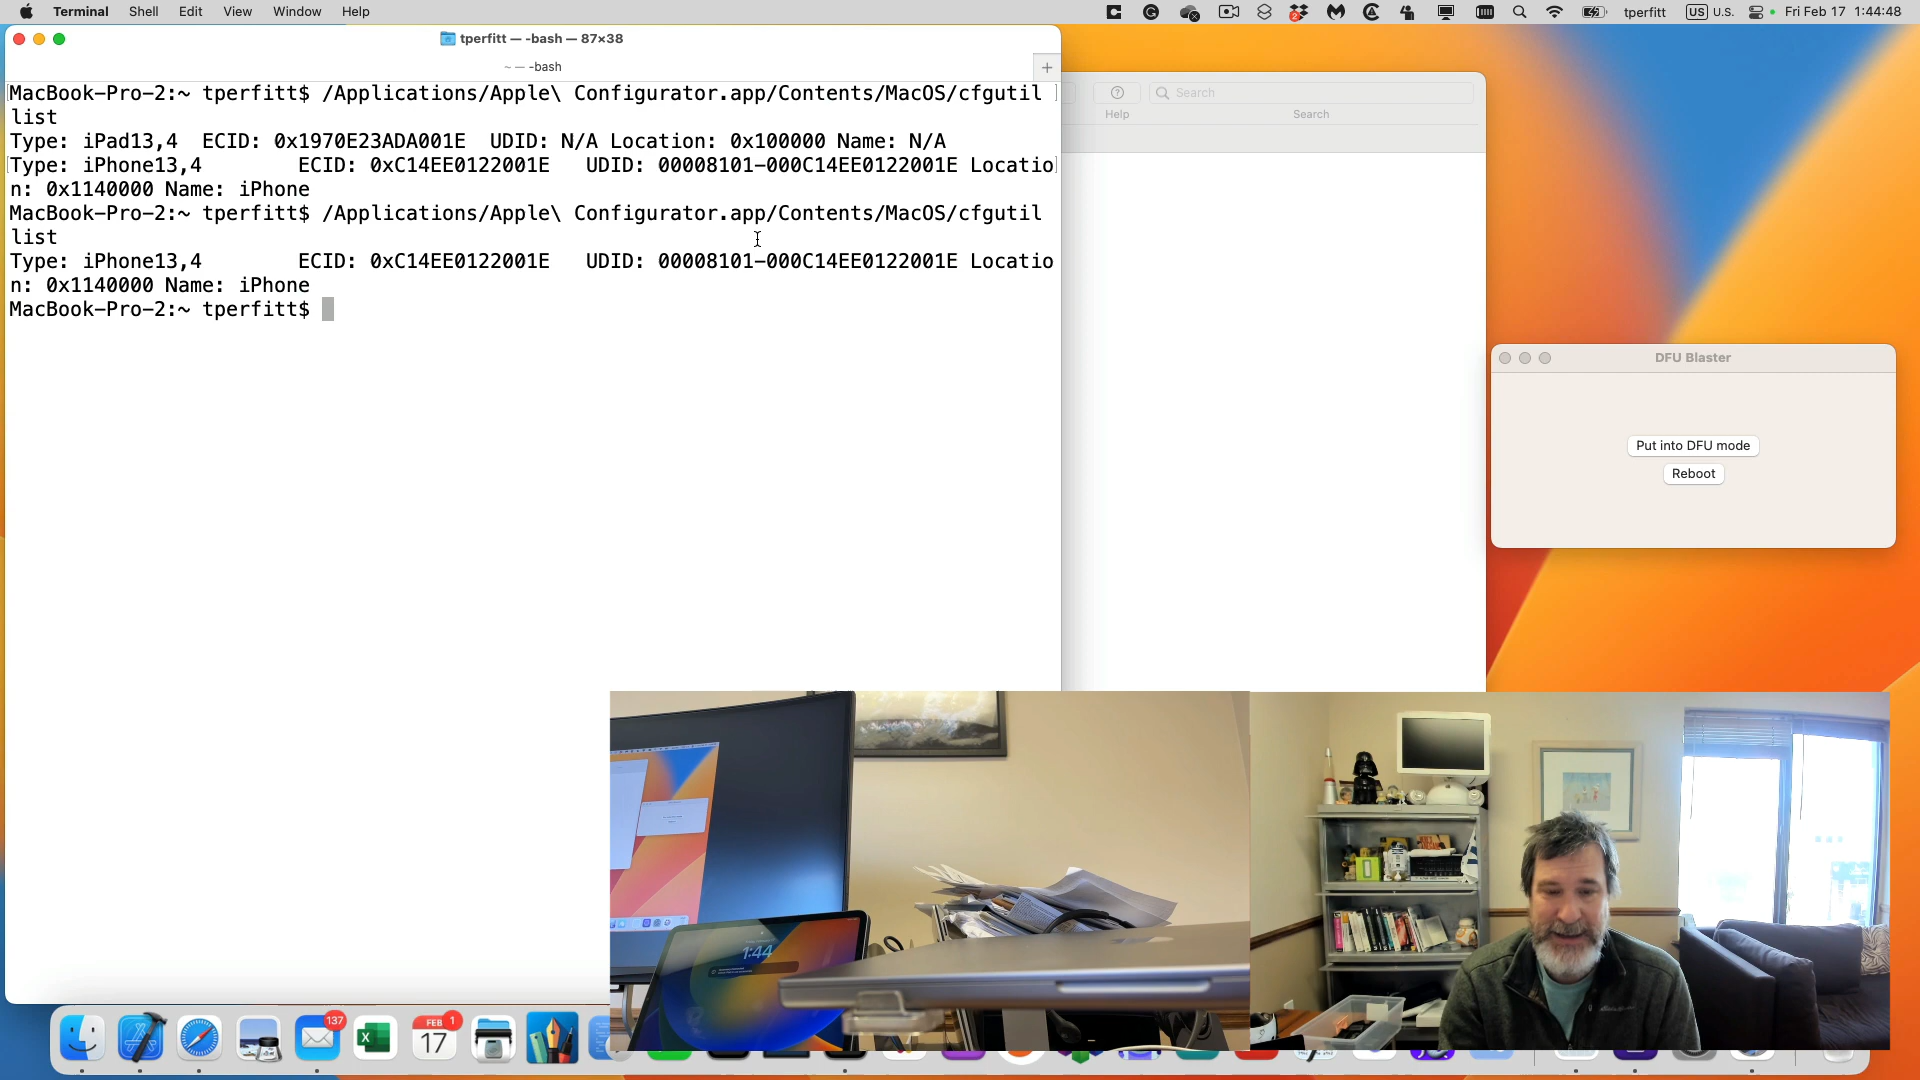 Terminal Shell Edit View Window Help
tperfitt US U.S. Fri Feb 17 1:44:48
tperfitt — -bash — 87×38
~ — -bash
MacBook-Pro-2:~ tperfitt$ /Applications/Apple\ Configurator.app/Contents/MacOS/cfgutil
list
Type: iPad13,4 ECID: 0x1970E23ADA001E UDID: N/A Location: 0x100000 Name: N/A
Type: iPhone13,4 ECID: 0xC14EE0122001E UDID: 00008101-000C14EE0122001E Locatio
n: 0x1140000 Name: iPhone
MacBook-Pro-2:~ tperfitt$ /Applications/Apple\ Configurator.app/Contents/MacOS/cfgutil
list
Type: iPhone13,4 ECID: 0xC14EE0122001E UDID: 00008101-000C14EE0122001E Locatio
n: 0x1140000 Name: iPhone
MacBook-Pro-2:~ tperfitt$
Search
Help Search
DFU Blaster
Put into DFU mode
Reboot
1:44
137
FEB 1
17